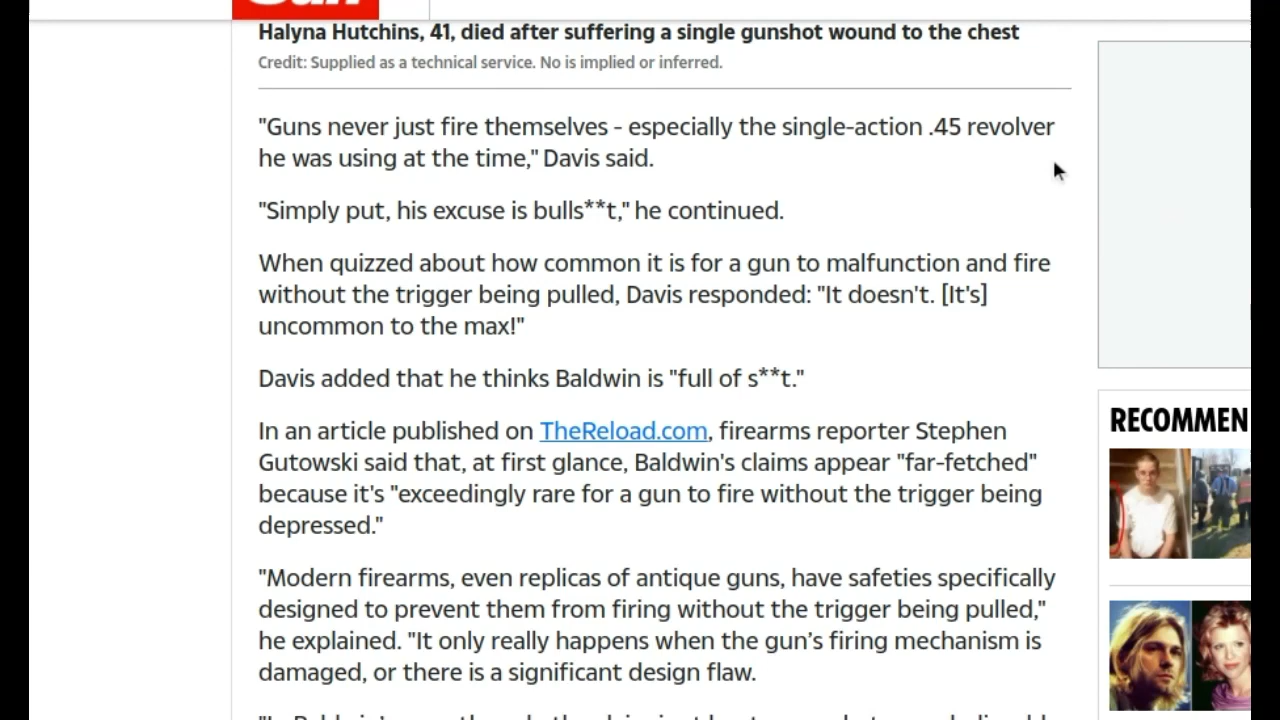 Halyna Hutchins, 41, died after suffering a single gunshot wound to the chest
Credit: Supplied as a technical service. No is implied or inferred.
"Guns never just fire themselves - especially the single-action .45 revolver
he was using at the time," Davis said.
"Simply put, his excuse is bulls**t," he continued.
When quizzed about how common it is for a gun to malfunction and fire
without the trigger being pulled, Davis responded: "It doesn't. [It's]
uncommon to the max!"
Davis added that he thinks Baldwin is "full of s**t."
In an article published on TheReload.com, firearms reporter Stephen
Gutowski said that, at first glance, Baldwin's claims appear "far-fetched"
because it's "exceedingly rare for a gun to fire without the trigger being
depressed."
"Modern firearms, even replicas of antique guns, have safeties specifically
designed to prevent them from firing without the trigger being pulled,"
he explained. "It only really happens when the gun’s firing mechanism is
damaged, or there is a significant design flaw.
RECOMMEN